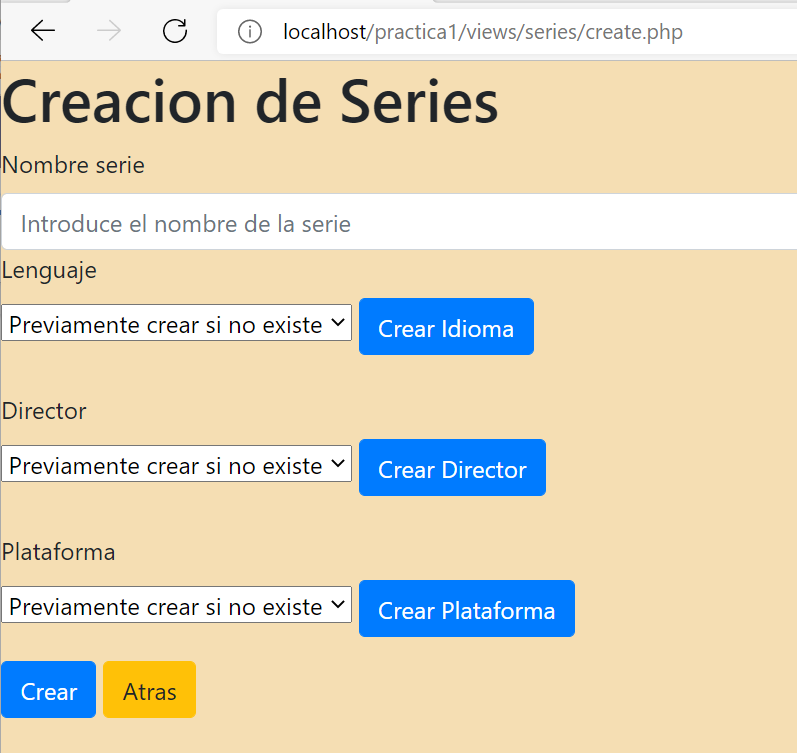 localhost/practica1/views/series/create.php
Creacion de Series
Nombre serie
Introduce el nombre de la serie
Lenguaje
Previamente crear si no existe Crear Idioma
Director
Previamente crear si no existe Crear Director
Plataforma
Previamente crear si no existe Crear Plataforma
Crear Atras